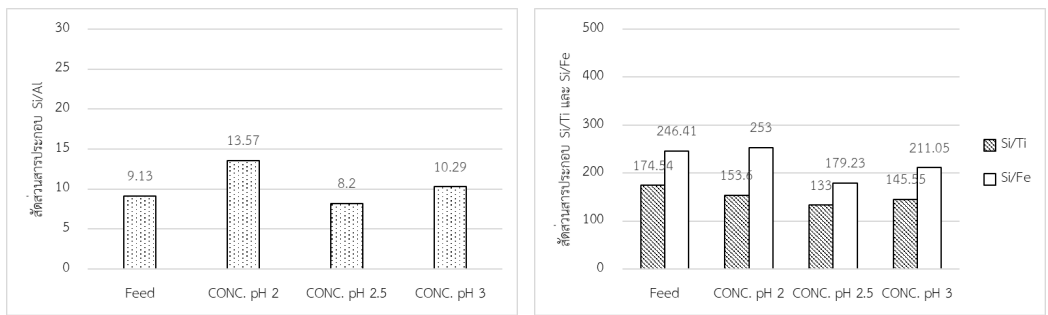 สัดส่วนสารประกอบ Si/Al
30
25
20
15
10
5
0
9.13
13.57
8.2
10.29
Feed
CONC. pH 2
CONC. pH 2.5
CONC. pH 3
สัดส่วนสารประกอบ Si/Ti และ Si/Fe
500
400
300
200
100
0
174.54
246.41
153.6
253
133
179.23
145.55
211.05
Feed
CONC. pH 2
CONC. pH 2.5
CONC. pH 3
Si/Ti
Si/Fe